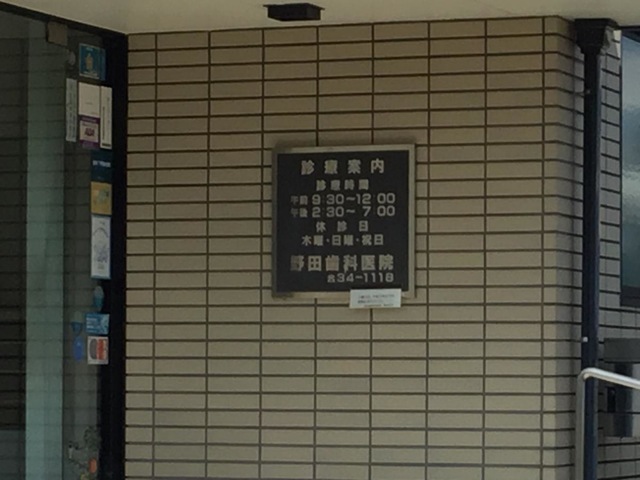 診療案内
診療時間
午前 9 30〜12 00
午後 2 30〜 7 00
休診日
木曜・日曜・祝日
野田歯科医院
☎34-1118